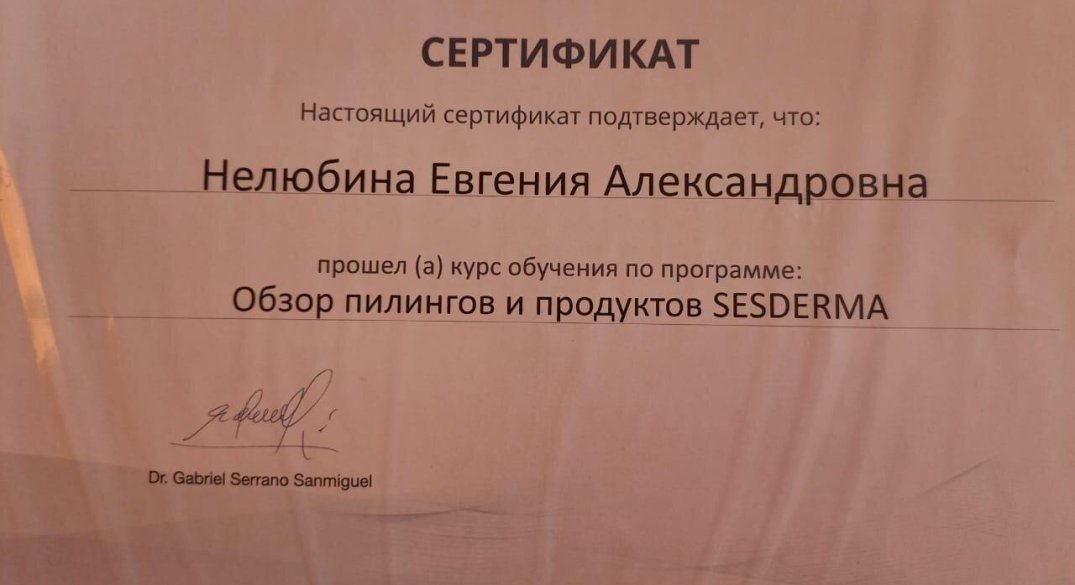 СЕРТИФИКАТ
Настоящий сертификат подтверждает, что:
Нелюбина Евгения Александровна
прошел (а) курс обучения по программе:
Обзор пилингов и продуктов SESDERMA
Dr. Gabriel Serrano Sanmiguel